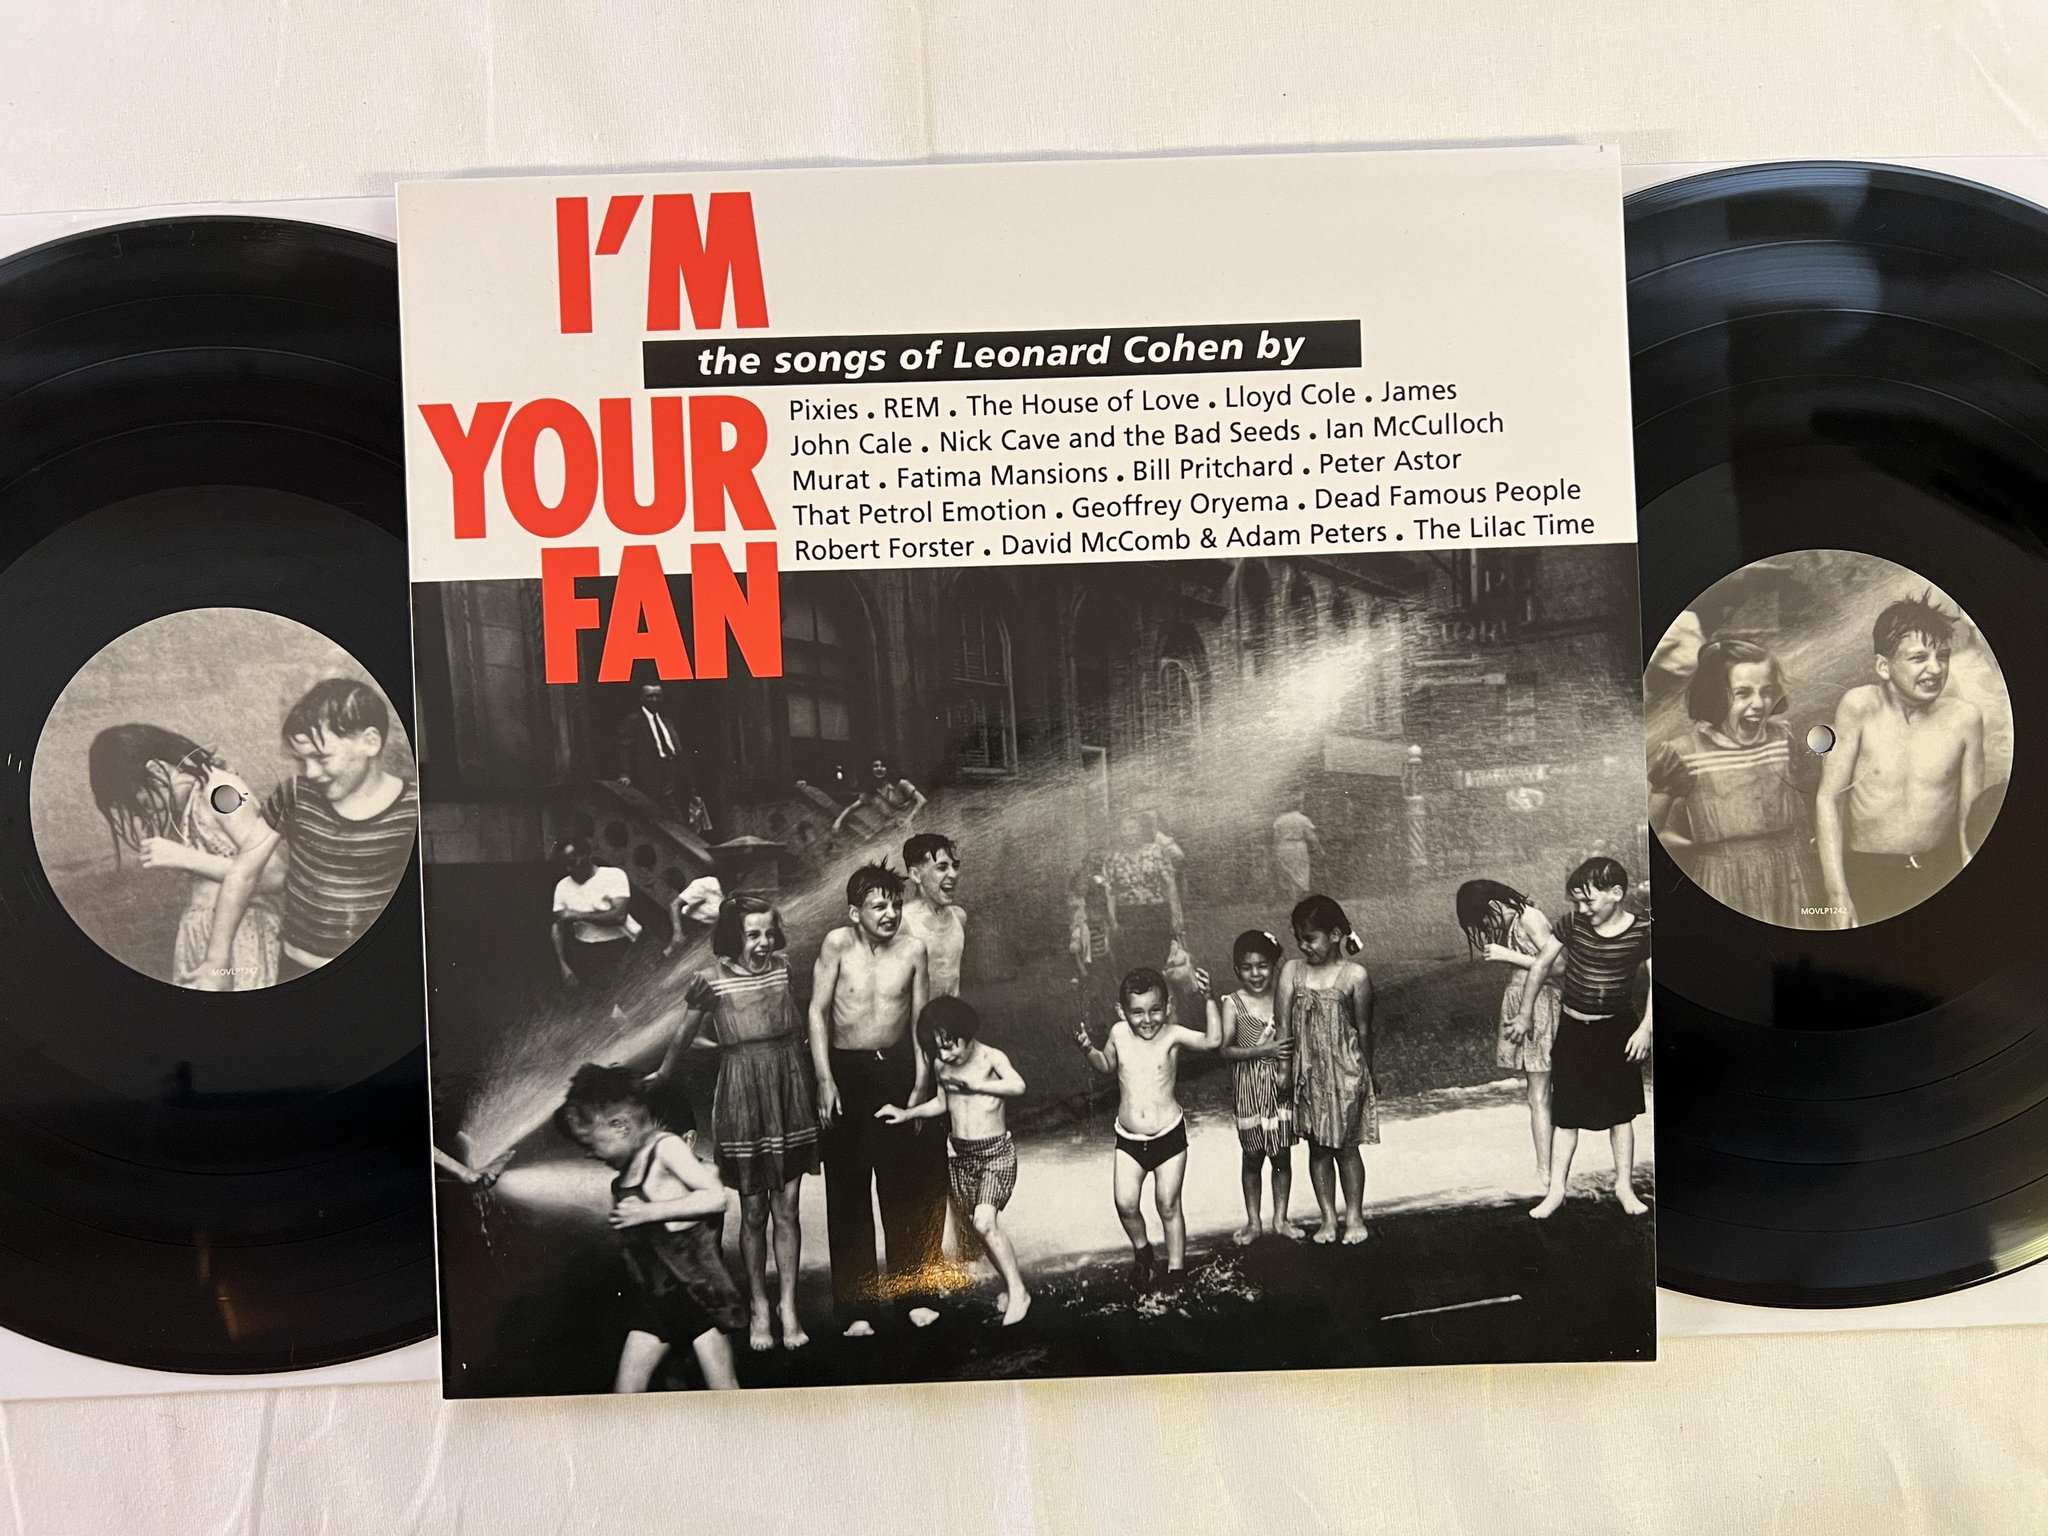 I'M
the songs of Leonard Cohen by
YOUR
FAN
Pixies . REM . The House of Love . Lloyd Cole . James
John Cale . Nick Cave and the Bad Seeds . Ian McCulloch
Murat . Fatima Mansions . Bill Pritchard . Peter Astor
That Petrol Emotion . Geoffrey Oryema . Dead Famous People
Robert Forster . David McComb & Adam Peters . The Lilac Time
MOVLP1242
MOVLP1242